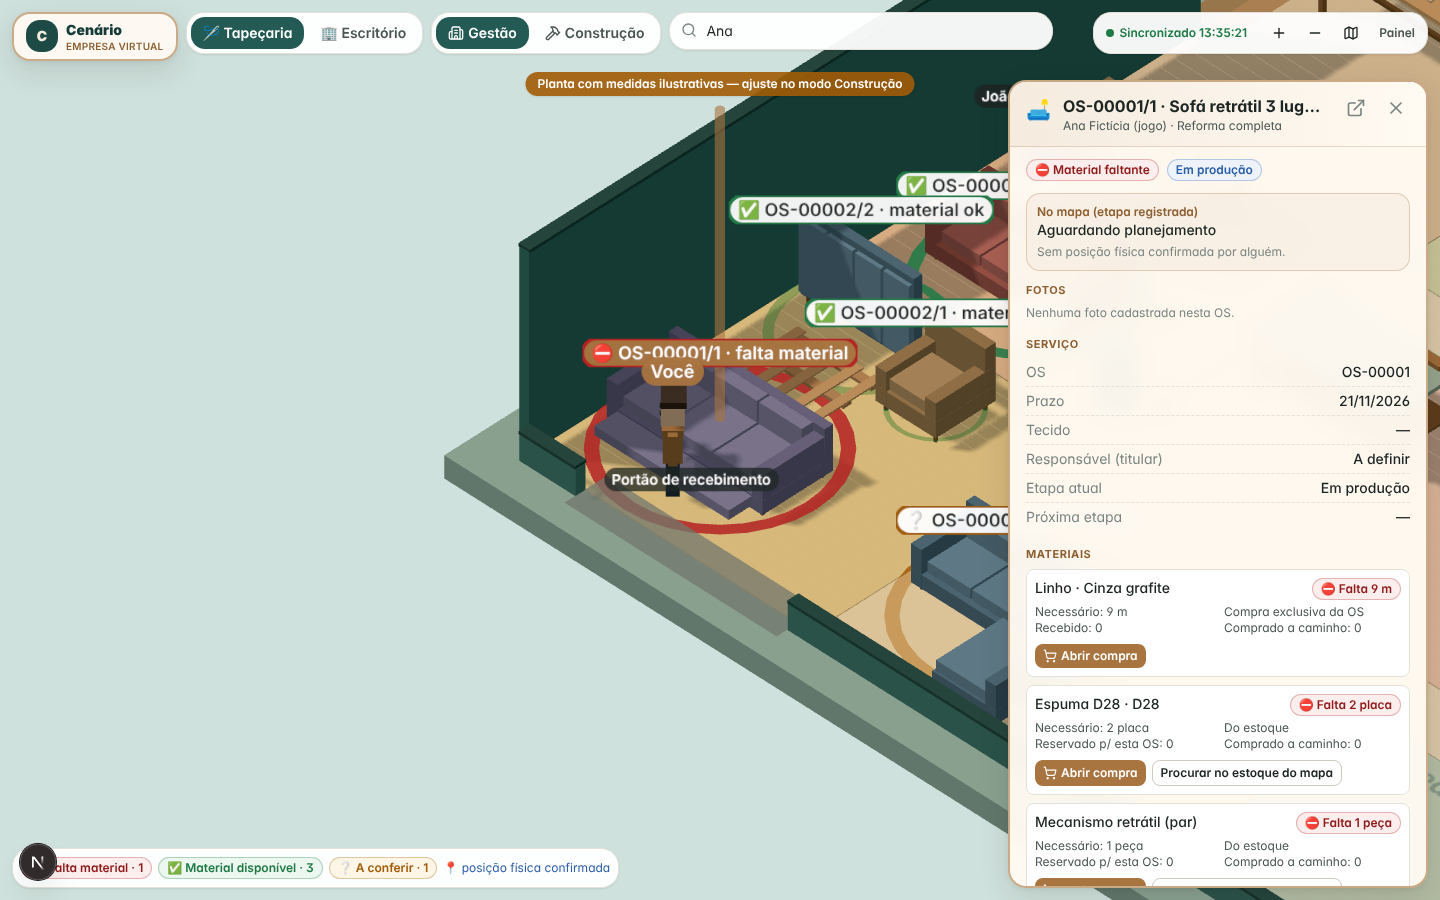 C
Cenário
EMPRESA VIRTUAL
Tapeçaria
Escritório
Gestão
Construção
Ana
Sincronizado 13:35:21
Painel
Planta com medidas ilustrativas — ajuste no modo Construção
OS-00002/2 · material ok
OS-00002/1 ·
OS-00001/1 · falta material
Você
Portão de recebimento
OS-00001/1 · Sofá retrátil 3 lug...
Ana Fictícia (jogo) · Reforma completa
Material faltante
Em produção
No mapa (etapa registrada)
Aguardando planejamento
Sem posição física confirmada por alguém.
FOTOS
Nenhuma foto cadastrada nesta OS.
SERVIÇO
OS OS-00001
Prazo 21/11/2026
Tecido —
Responsável (titular) A definir
Etapa atual Em produção
Próxima etapa —
MATERIAIS
Linho · Cinza grafite Falta 9 m
Necessário: 9 m Compra exclusiva da OS
Recebido: 0 Comprado a caminho: 0
Abrir compra
Espuma D28 · D28 Falta 2 placa
Necessário: 2 placa Do estoque
Reservado p/ esta OS: 0 Comprado a caminho: 0
Abrir compra Procurar no estoque do mapa
Mecanismo retrátil (par) Falta 1 peça
Necessário: 1 peça Do estoque
Reservado p/ esta OS: 0 Comprado a caminho: 0
N
alta material · 1
Material disponível · 3
A conferir · 1
posição física confirmada